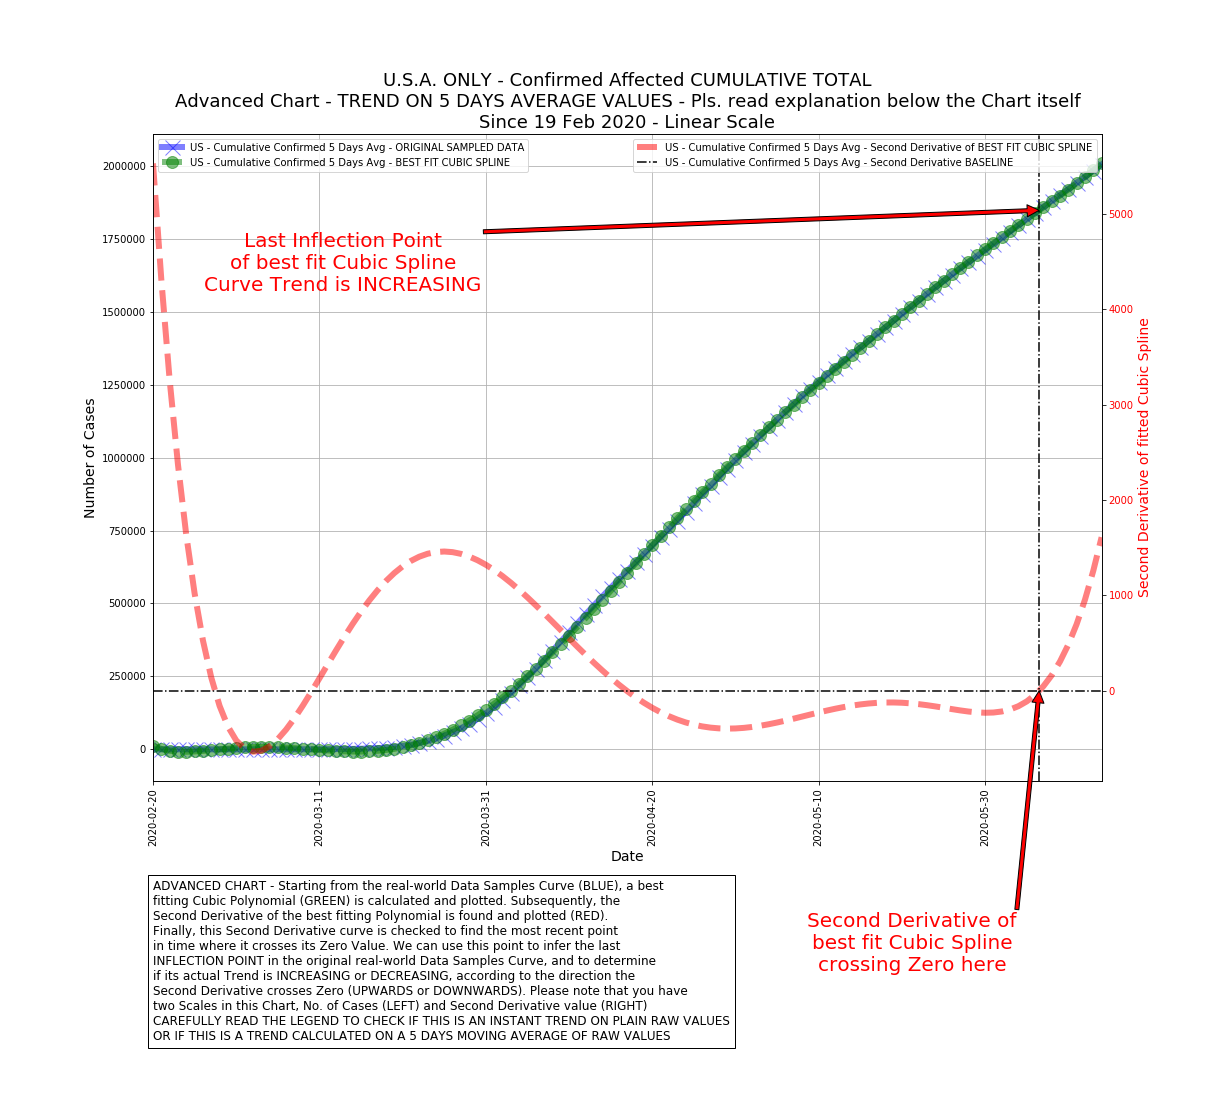 U.S.A. ONLY - Confirmed Affected CUMULATIVE TOTAL
Advanced Chart - TREND ON 5 DAYS AVERAGE VALUES - Pls. read explanation below the Chart itself
Since 19 Feb 2020 - Linear Scale
US - Cumulative Confirmed 5 Days Avg - ORIGINAL SAMPLED DATA
US - Cumulative Confirmed 5 Days Avg - BEST FIT CUBIC SPLINE
US - Cumulative Confirmed 5 Days Avg - Second Derivative of BEST FIT CUBIC SPLINE
US - Cumulative Confirmed 5 Days Avg - Second Derivative BASELINE
Last Inflection Point
of best fit Cubic Spline
Curve Trend is INCREASING
Number of Cases
2000000
1750000
1500000
1250000
1000000
750000
500000
250000
0
5000
4000
3000
2000
1000
0
Second Derivative of fitted Cubic Spline
2020-02-20
2020-03-11
2020-03-31
2020-04-20
2020-05-10
2020-05-30
Date
Second Derivative of
best fit Cubic Spline
crossing Zero here
ADVANCED CHART - Starting from the real-world Data Samples Curve (BLUE), a best
fitting Cubic Polynomial (GREEN) is calculated and plotted. Subsequently, the
Second Derivative of the best fitting Polynomial is found and plotted (RED).
Finally, this Second Derivative curve is checked to find the most recent point
in time where it crosses its Zero Value. We can use this point to infer the last
INFLECTION POINT in the original real-world Data Samples Curve, and to determine
if its actual Trend is INCREASING or DECREASING, according to the direction the
Second Derivative crosses Zero (UPWARDS or DOWNWARDS). Please note that you have
two Scales in this Chart, No. of Cases (LEFT) and Second Derivative value (RIGHT)
CAREFULLY READ THE LEGEND TO CHECK IF THIS IS AN INSTANT TREND ON PLAIN RAW VALUES
OR IF THIS IS A TREND CALCULATED ON A 5 DAYS MOVING AVERAGE OF RAW VALUES